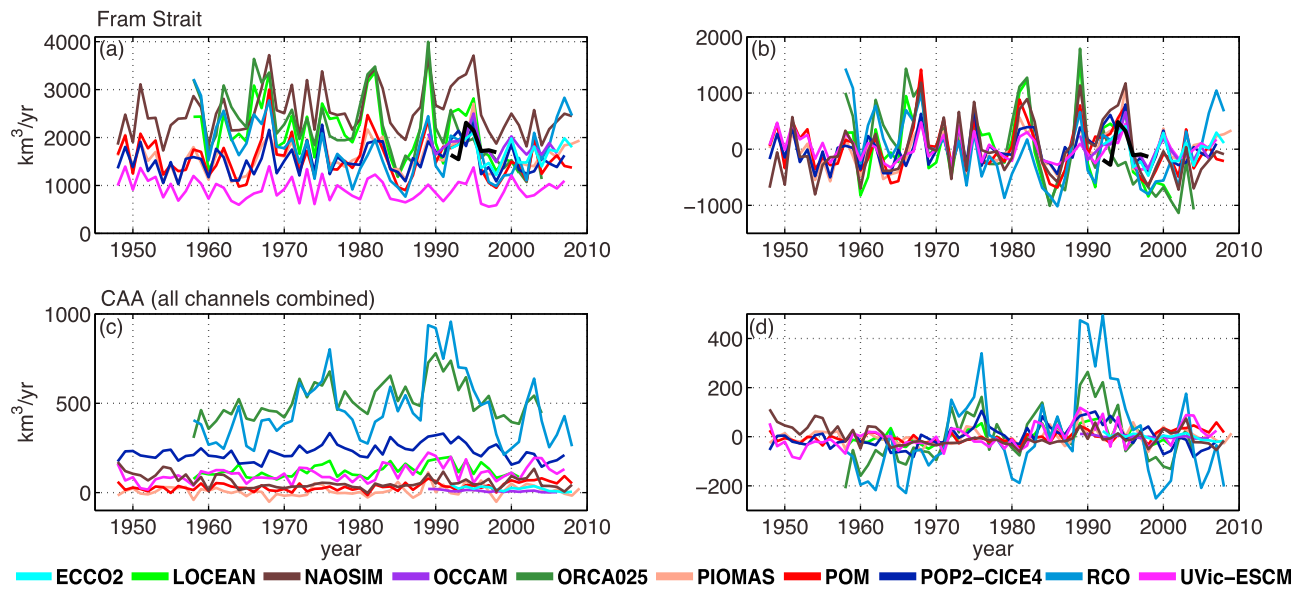 Fram Strait
(a)
4000
3000
2000
1000
0
km³/yr
1950 1960 1970 1980 1990 2000 2010
(b)
2000
1000
0
−1000
1950 1960 1970 1980 1990 2000 2010
CAA (all channels combined)
(c)
1000
500
0
km³/yr
1950 1960 1970 1980 1990 2000 2010
year
(d)
400
200
0
−200
1950 1960 1970 1980 1990 2000 2010
year
ECCO2 LOCEAN NAOSIM OCCAM ORCA025 PIOMAS POM POP2−CICE4 RCO UVic−ESCM